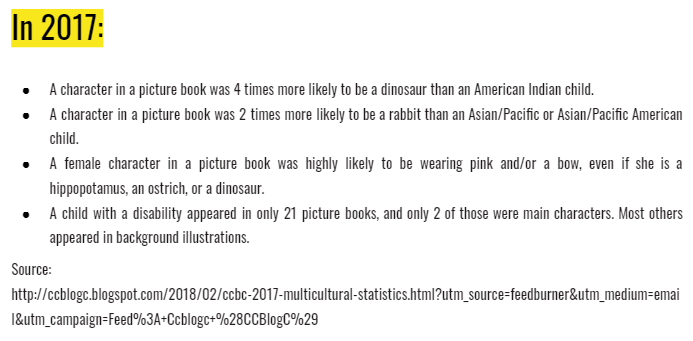 In 2017:
● A character in a picture book was 4 times more likely to be a dinosaur than an American Indian child.
● A character in a picture book was 2 times more likely to be a rabbit than an Asian/Pacific or Asian/Pacific American
child.
● A female character in a picture book was highly likely to be wearing pink and/or a bow, even if she is a
hippopotamus, an ostrich, or a dinosaur.
● A child with a disability appeared in only 21 picture books, and only 2 of those were main characters. Most others
appeared in background illustrations.
Source:
http://ccblogc.blogspot.com/2018/02/ccbc-2017-multicultural-statistics.html?utm_source=feedburner&utm_medium=emai
l&utm_campaign=Feed%3A+Ccblogc+%28CCBlogC%29